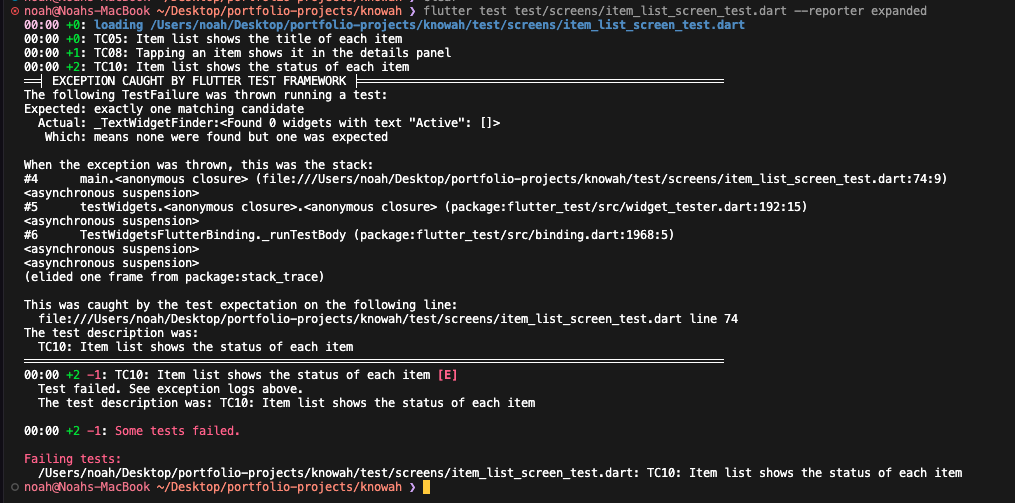 noah@Noahs-MacBook ~/Desktop/portfolio-projects/knowah ❯ flutter test test/screens/item_list_screen_test.dart --reporter expanded
00:00 +0: loading /Users/noah/Desktop/portfolio-projects/knowah/test/screens/item_list_screen_test.dart
00:00 +0: TC05: Item list shows the title of each item
00:00 +1: TC08: Tapping an item shows it in the details panel
00:00 +2: TC10: Item list shows the status of each item
══╡ EXCEPTION CAUGHT BY FLUTTER TEST FRAMEWORK ╞════════════════════════════════════════════════════
The following TestFailure was thrown running a test:
Expected: exactly one matching candidate
  Actual: _TextWidgetFinder:<Found 0 widgets with text "Active": []>
   Which: means none were found but one was expected

When the exception was thrown, this was the stack:
#4      main.<anonymous closure> (file:///Users/noah/Desktop/portfolio-projects/knowah/test/screens/item_list_screen_test.dart:74:9)
<asynchronous suspension>
#5      testWidgets.<anonymous closure>.<anonymous closure> (package:flutter_test/src/widget_tester.dart:192:15)
<asynchronous suspension>
#6      TestWidgetsFlutterBinding._runTestBody (package:flutter_test/src/binding.dart:1968:5)
<asynchronous suspension>
<asynchronous suspension>
(elided one frame from package:stack_trace)

This was caught by the test expectation on the following line:
  file:///Users/noah/Desktop/portfolio-projects/knowah/test/screens/item_list_screen_test.dart line 74
The test description was:
  TC10: Item list shows the status of each item
════════════════════════════════════════════════════════════════════════════════════════════════════
00:00 +2 -1: TC10: Item list shows the status of each item [E]
  Test failed. See exception logs above.
  The test description was: TC10: Item list shows the status of each item

00:00 +2 -1: Some tests failed.

Failing tests:
  /Users/noah/Desktop/portfolio-projects/knowah/test/screens/item_list_screen_test.dart: TC10: Item list shows the status of each item
noah@Noahs-MacBook ~/Desktop/portfolio-projects/knowah ❯